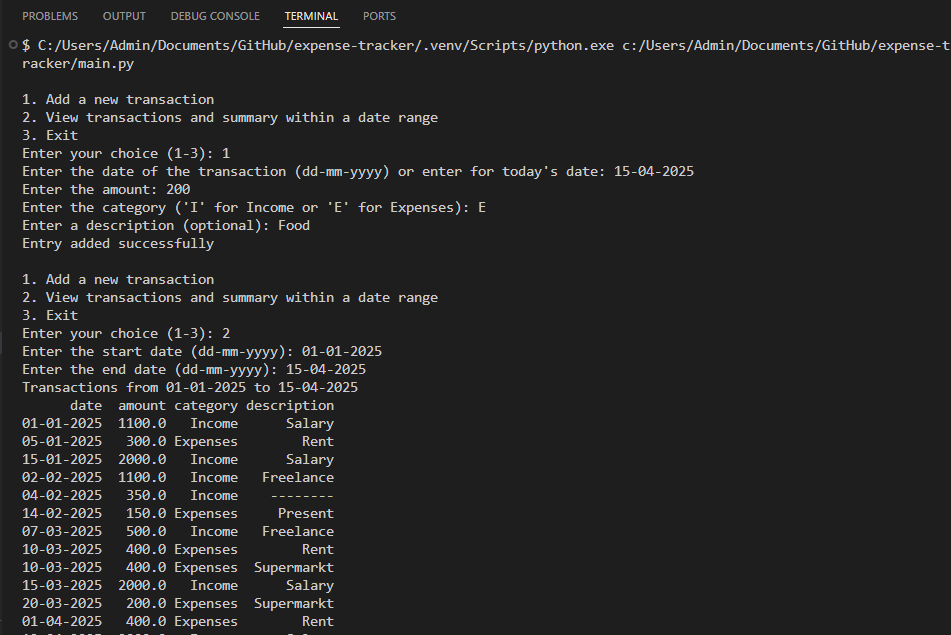 PROBLEMS OUTPUT DEBUG CONSOLE TERMINAL PORTS
$ C:/Users/Admin/Documents/GitHub/expense-tracker/.venv/Scripts/python.exe c:/Users/Admin/Documents/GitHub/expense-t
racker/main.py
1. Add a new transaction
2. View transactions and summary within a date range
3. Exit
Enter your choice (1-3): 1
Enter the date of the transaction (dd-mm-yyyy) or enter for today's date: 15-04-2025
Enter the amount: 200
Enter the category ('I' for Income or 'E' for Expenses): E
Enter a description (optional): Food
Entry added successfully
1. Add a new transaction
2. View transactions and summary within a date range
3. Exit
Enter your choice (1-3): 2
Enter the start date (dd-mm-yyyy): 01-01-2025
Enter the end date (dd-mm-yyyy): 15-04-2025
Transactions from 01-01-2025 to 15-04-2025
date amount category description
01-01-2025 1100.0 Income Salary
05-01-2025 300.0 Expenses Rent
15-01-2025 2000.0 Income Salary
02-02-2025 1100.0 Income Freelance
04-02-2025 350.0 Income --------
14-02-2025 150.0 Expenses Present
07-03-2025 500.0 Income Freelance
10-03-2025 400.0 Expenses Rent
10-03-2025 400.0 Expenses Supermarkt
15-03-2025 2000.0 Income Salary
20-03-2025 200.0 Expenses Supermarkt
01-04-2025 400.0 Expenses Rent